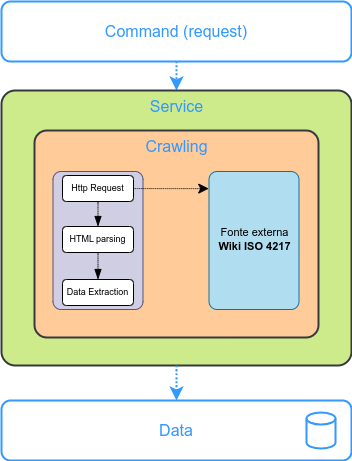 Command (request)
Service
Crawling
Http Request
HTML parsing
Data Extraction
Fonte externa
Wiki ISO 4217
Data